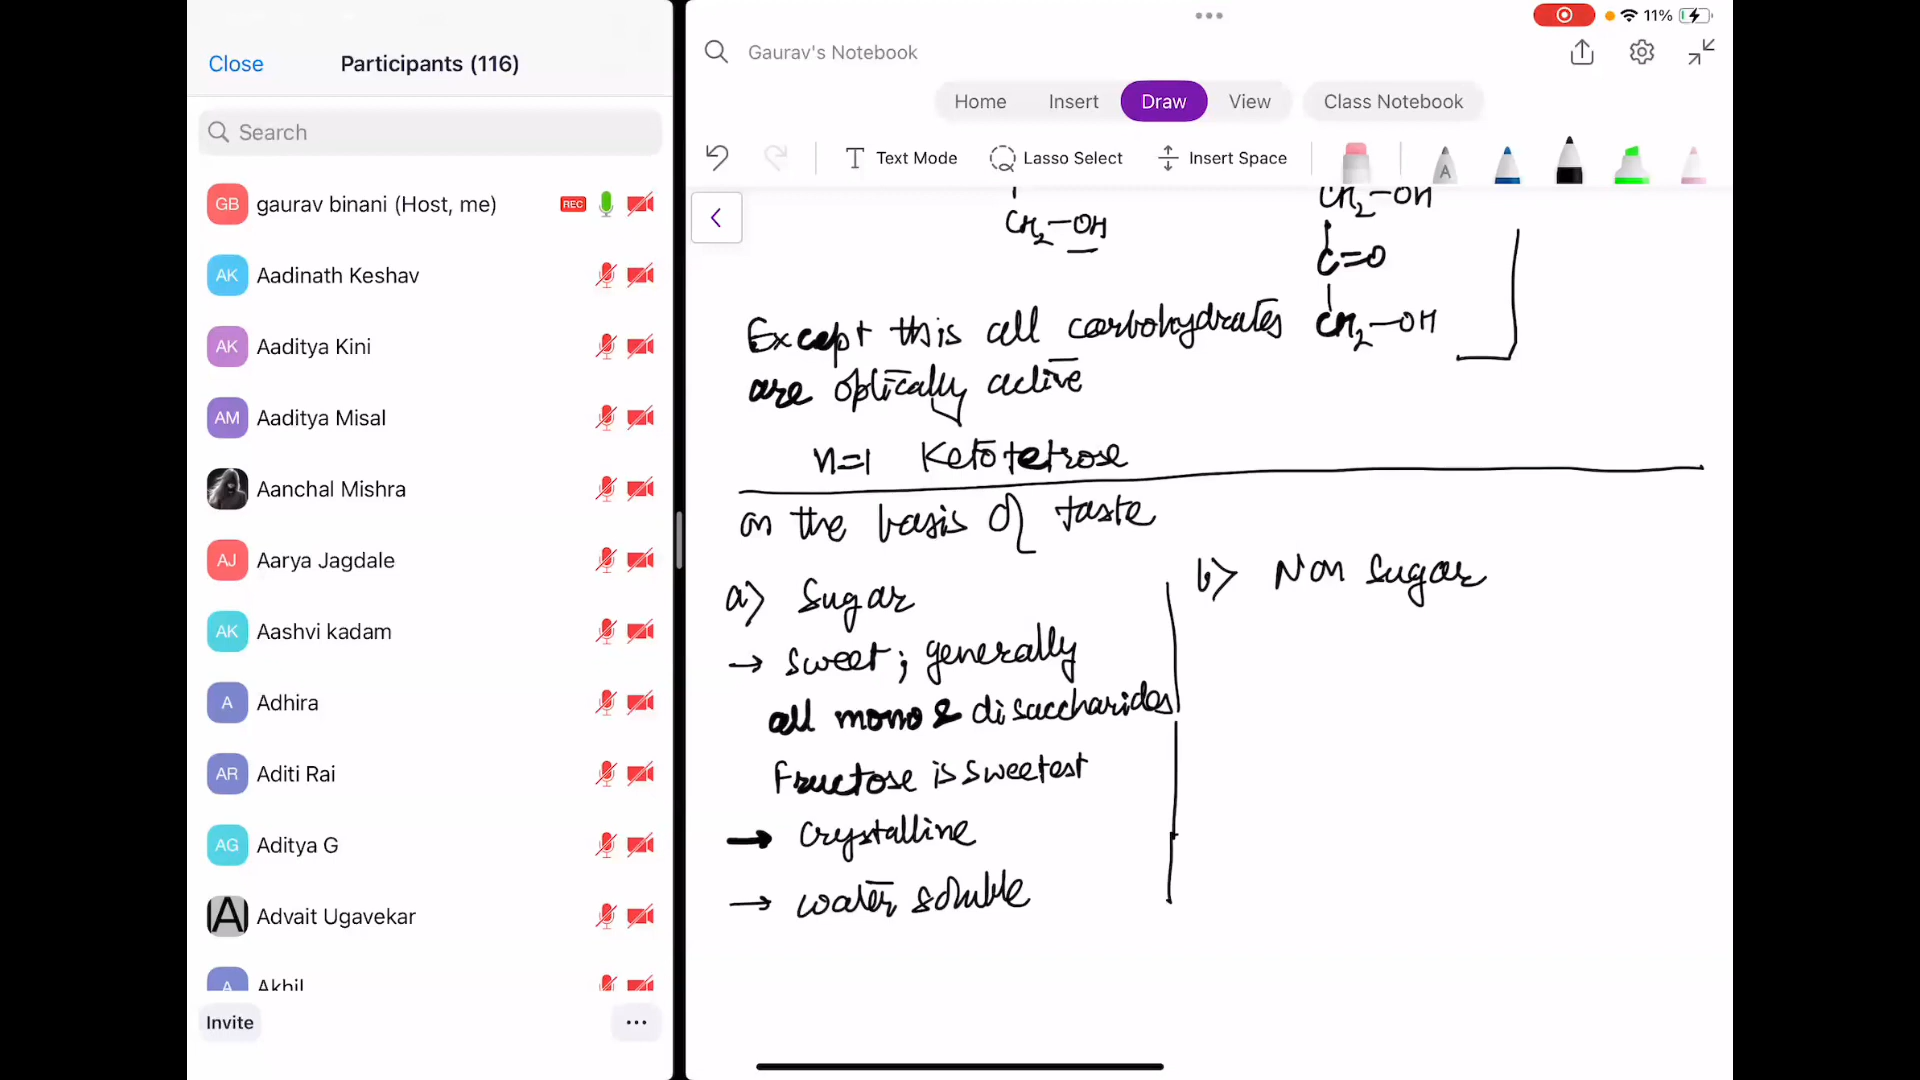 11%
Close
Participants (116)
Search
GB gaurav binani (Host, me) REC
AK Aadinath Keshav
AK Aaditya Kini
AM Aaditya Misal
Aanchal Mishra
AJ Aarya Jagdale
AK Aashvi kadam
A Adhira
AR Aditi Rai
AG Aditya G
A Advait Ugavekar
A Akhil
Invite
Gaurav's Notebook
Home Insert Draw View Class Notebook
Text Mode Lasso Select Insert Space
CH2-OH
CH2-OH
C=O
CH2-OH
Except this all carbohydrates
are optically active
n=1 Ketotetrose
on the basis of taste
a) Sugar
→ sweet; generally
all mono & disaccharides
Fructose is sweetest
→ crystalline
→ water soluble
b) Non sugar